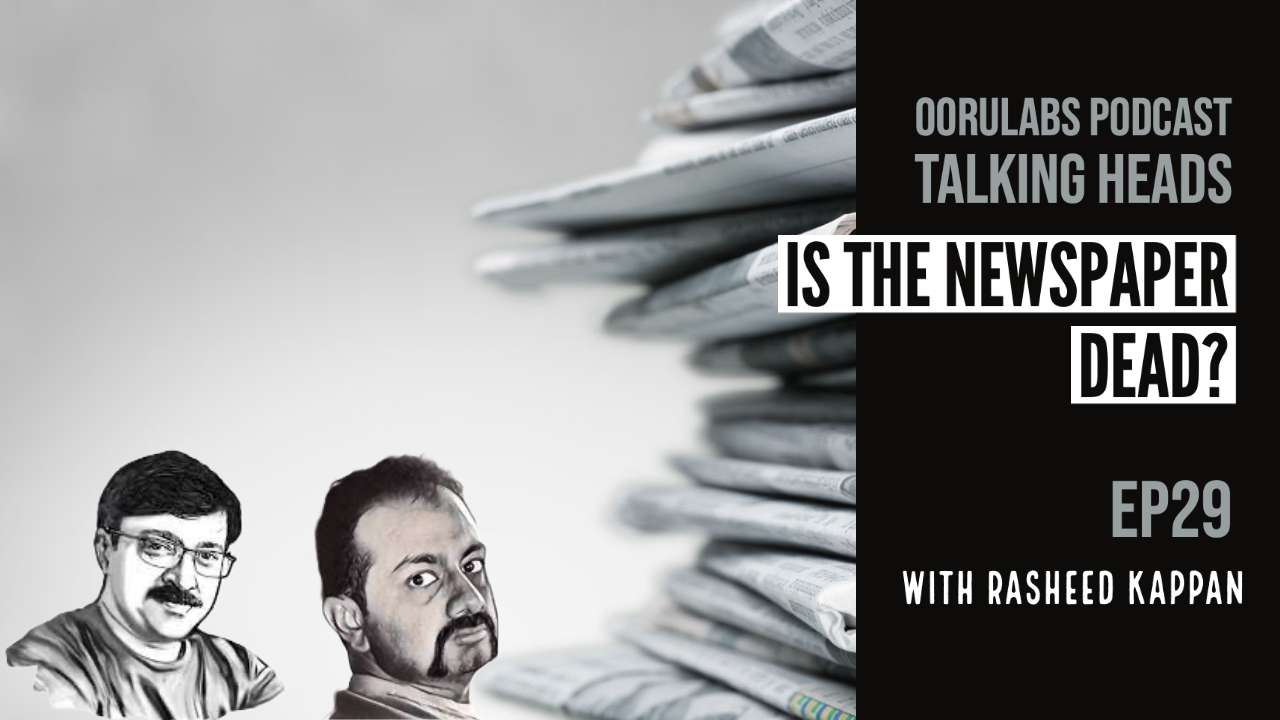 OORULABS PODCAST
TALKING HEADS
IS THE NEWSPAPER
DEAD?
EP29
WITH RASHEED KAPPAN